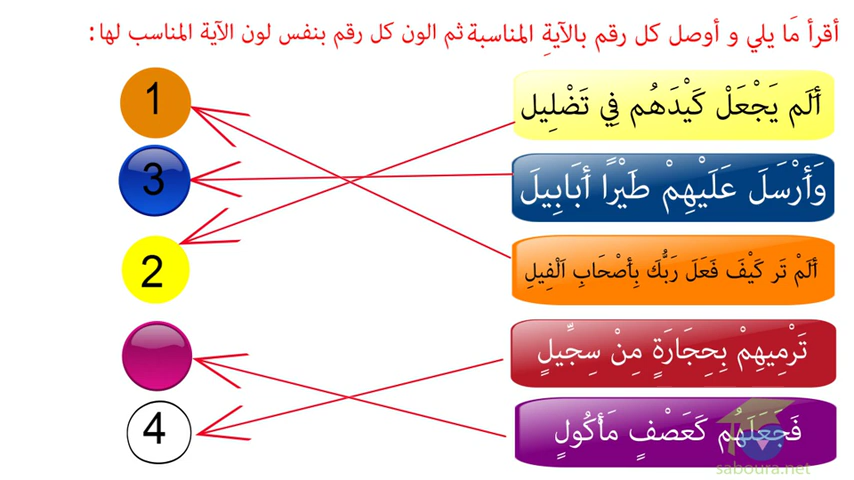 أقرأ مَا يلي و أوصل كل رقم بالآيةِ المناسبة ثم الون كل رقم بنفس لون الآية المناسب لها:
1
أَلَم يَجْعَلْ كَيْدَهُم فِي تَضْلِيل
3
وَأَرْسَلَ عَلَيْهِمْ طَيْرًا أَبَابِيلَ
2
أَلَمْ تَر كَيْفَ فَعَلَ رَبُّكَ بِأَصْحَابِ الْفِيلِ
تَرْمِيهِمْ بِحِجَارَةٍ مِنْ سِجِّيلٍ
4
فَجَعَلَهُم كَعَصْفٍ مَأْكُولٍ
saboura.net